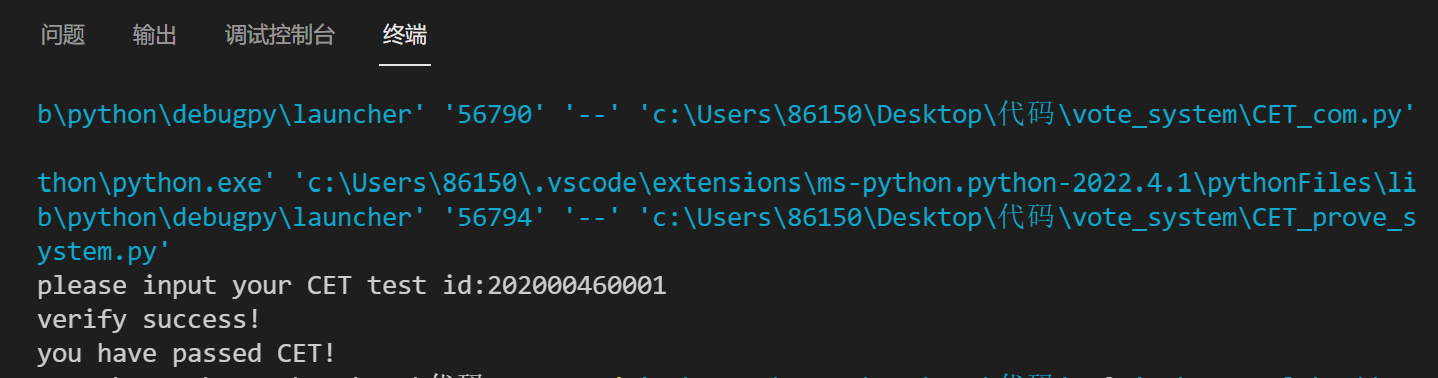 问题 输出 调试控制台 终端
b\python\debugpy\launcher' '56790' '--' 'c:\Users\86150\Desktop\代码\vote_system\CET_com.py'
thon\python.exe' 'c:\Users\86150\.vscode\extensions\ms-python.python-2022.4.1\pythonFiles\li
b\python\debugpy\launcher' '56794' '--' 'c:\Users\86150\Desktop\代码\vote_system\CET_prove_s
ystem.py'
please input your CET test id:202000460001
verify success!
you have passed CET!